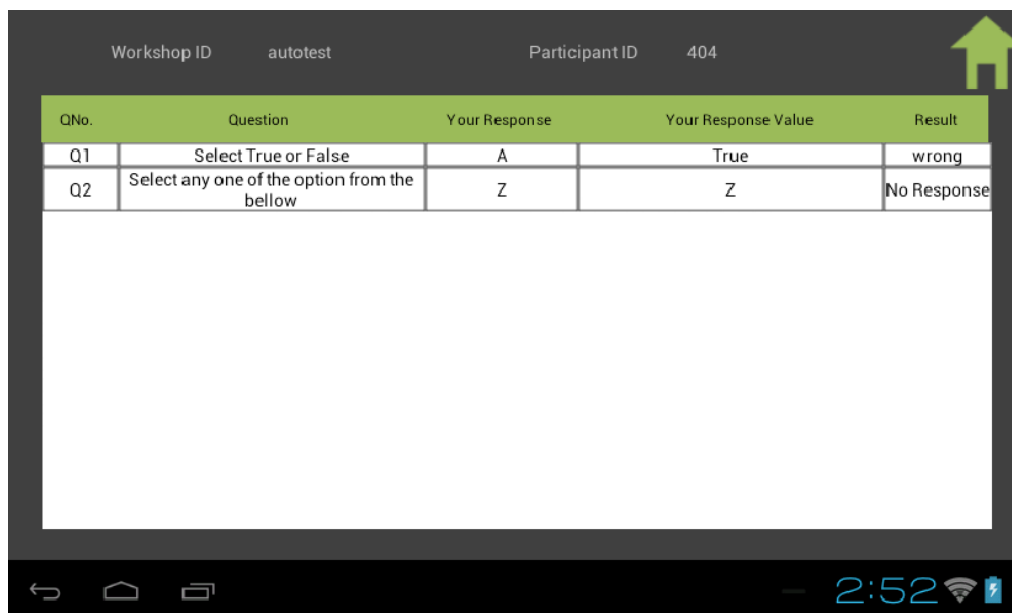 Workshop ID autotest Participant ID 404
QNo. Question Your Response Your Response Value Result
Q1 Select True or False A True wrong
Q2 Select any one of the option from the bellow Z Z No Response
2:52